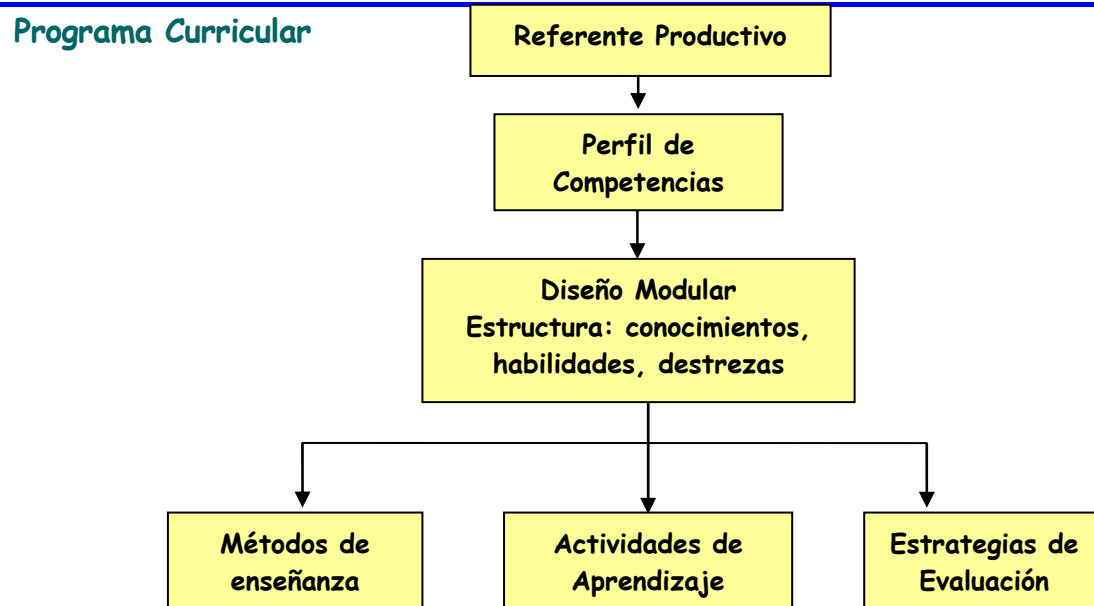 Programa Curricular
Referente Productivo
Perfil de
Competencias
Diseño Modular
Estructura: conocimientos,
habilidades, destrezas
Métodos de
enseñanza
Actividades de
Aprendizaje
Estrategias de
Evaluación